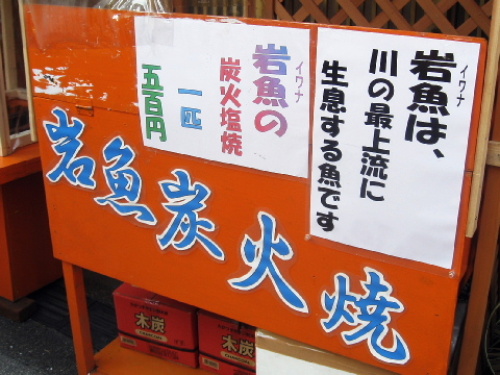 岩魚は、
イワナ
川の最上流に
生息する魚です
岩魚の
イワナ
炭火塩焼
一匹
五百円
岩魚炭火焼
木炭
木炭